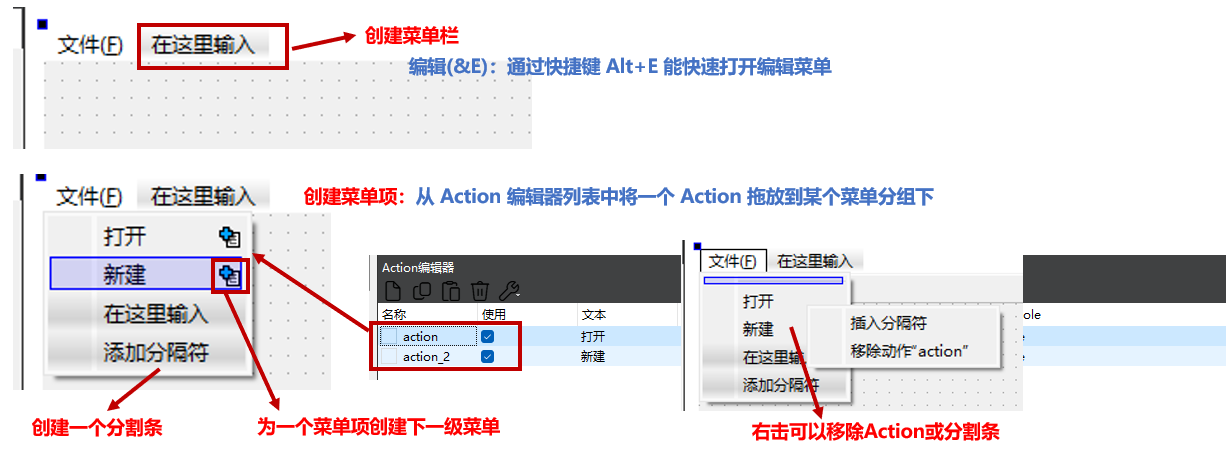 文件(F) 在这里输入
创建菜单栏
编辑(&E)：通过快捷键 Alt+E 能快速打开编辑菜单
文件(F) 在这里输入
创建菜单项：从 Action 编辑器列表中将一个 Action 拖放到某个菜单分组下
打开
新建
在这里输入
添加分隔符
创建一个分割条
为一个菜单项创建下一级菜单
Action编辑器
名称 使用 文本
action 打开
action_2 新建
文件(F) 在这里输入
打开
新建
在这里输
添加分隔符
插入分隔符
移除动作“action”
ole
右击可以移除Action或分割条